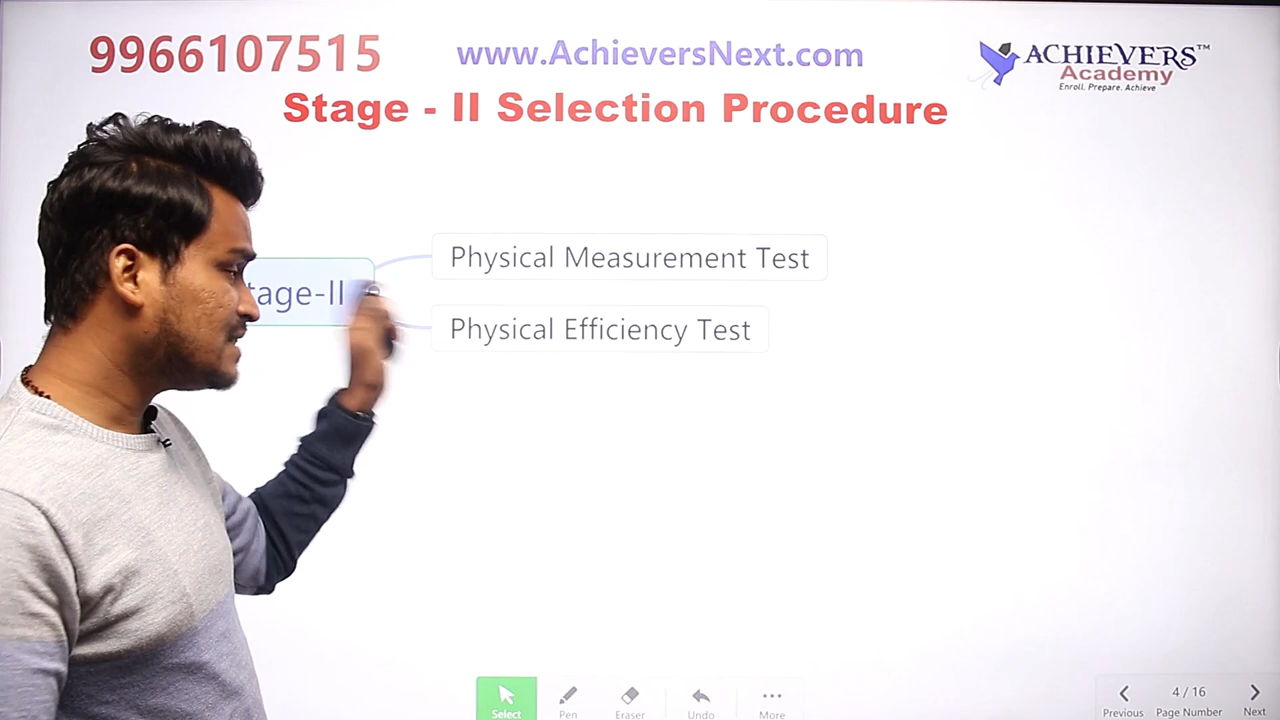 9966107515
www.AchieversNext.com
ACHIEVERS™
Academy
Enroll. Prepare. Achieve
Stage - II Selection Procedure
tage-II
Physical Measurement Test
Physical Efficiency Test
Select
Pen
Eraser
Undo
More
Previous
4 / 16
Page Number
Next